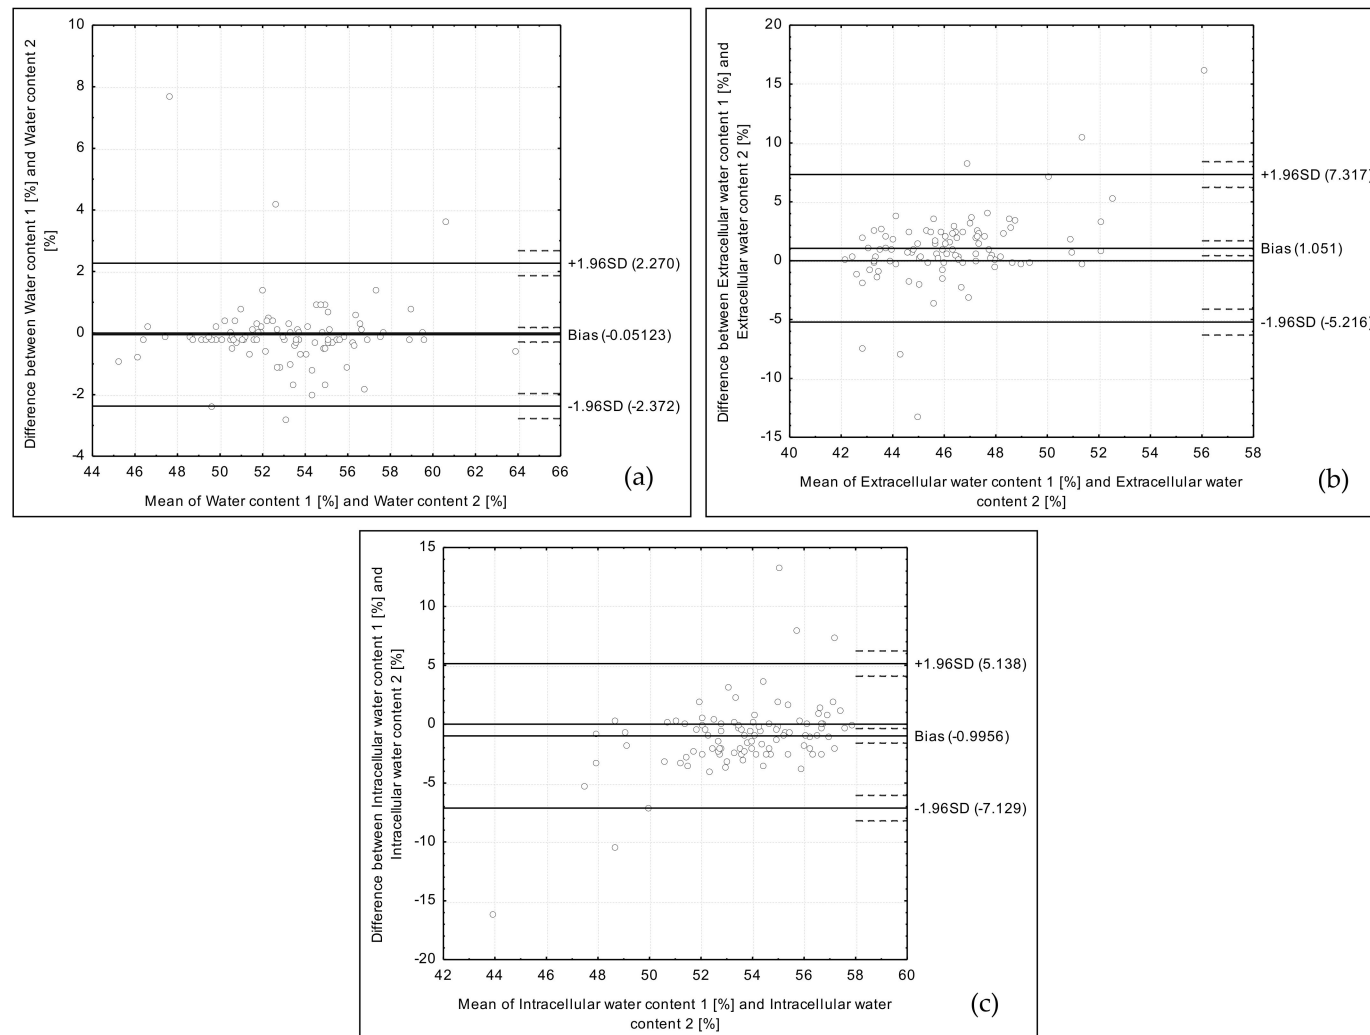 Difference between Water content 1 [%] and Water content 2
[%]
10
8
6
4
2
0
-2
-4
44 46 48 50 52 54 56 58 60 62 64 66
+1.96SD (2.270)
Bias (-0.05123)
-1.96SD (-2.372)
Mean of Water content 1 [%] and Water content 2 [%]
(a)
Difference between Extracellular water content 1 [%] and
Extracellular water content 2 [%]
20
15
10
5
0
-5
-10
-15
40 42 44 46 48 50 52 54 56 58
+1.96SD (7.317)
Bias (1.051)
-1.96SD (-5.216)
Mean of Extracellular water content 1 [%] and Extracellular water
content 2 [%]
(b)
Difference between Intracellular water content 1 [%] and
Intracellular water content 2 [%]
15
10
5
0
-5
-10
-15
-20
42 44 46 48 50 52 54 56 58 60
+1.96SD (5.138)
Bias (-0.9956)
-1.96SD (-7.129)
Mean of Intracellular water content 1 [%] and Intracellular water
content 2 [%]
(c)